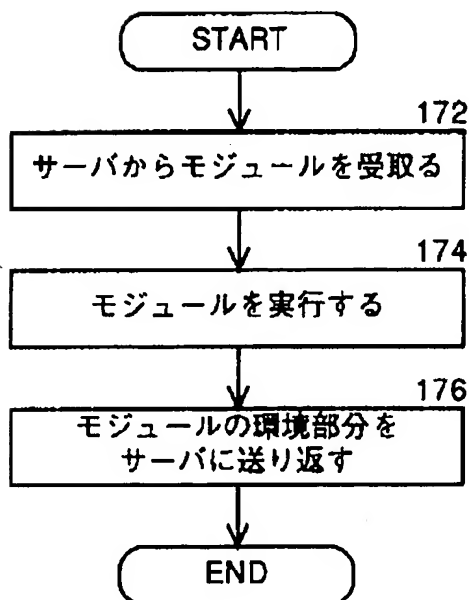 START
172
サーバからモジュールを受取る
174
モジュールを実行する
176
モジュールの環境部分を
サーバに送り返す
END